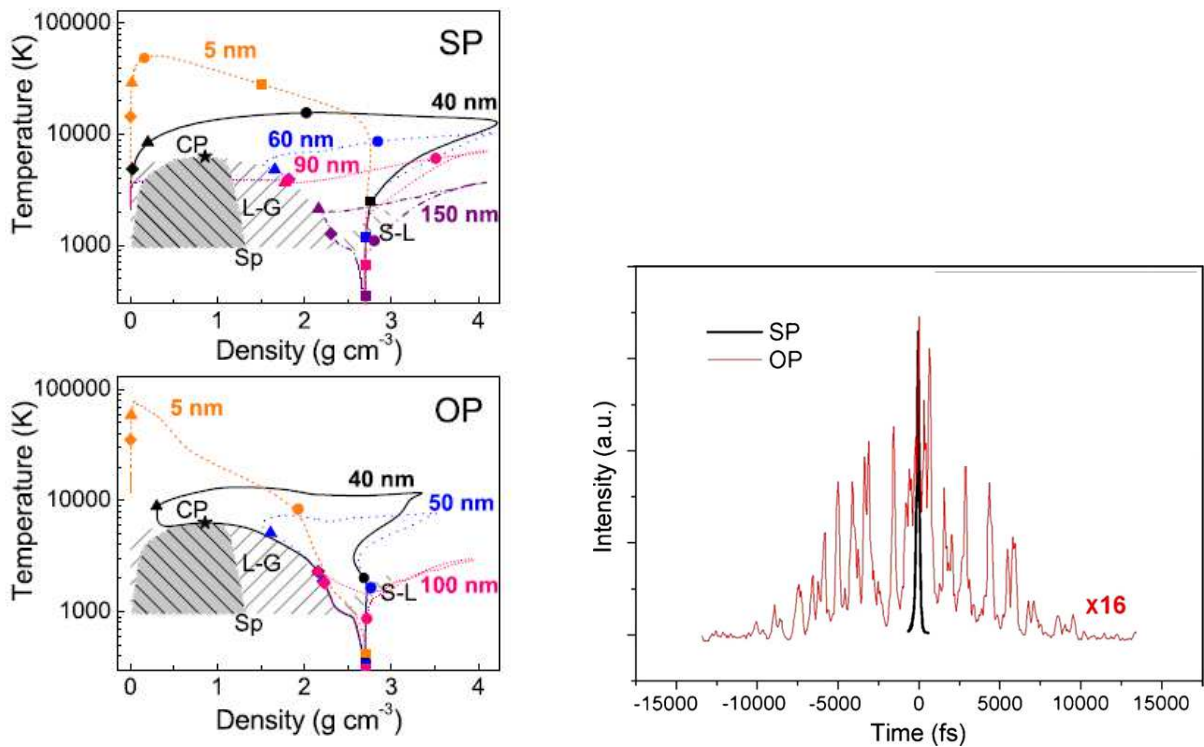 SP
100000
10000
1000
Temperature (K)
5 nm
40 nm
60 nm
90 nm
150 nm
CP
L-G
S-L
Sp
0 1 2 3 4
Density (g cm-3)
OP
100000
10000
1000
Temperature (K)
5 nm
40 nm
50 nm
100 nm
CP
L-G
S-L
Sp
0 1 2 3 4
Density (g cm-3)
SP
OP
x16
Intensity (a.u.)
-15000 -10000 -5000 0 5000 10000 15000
Time (fs)